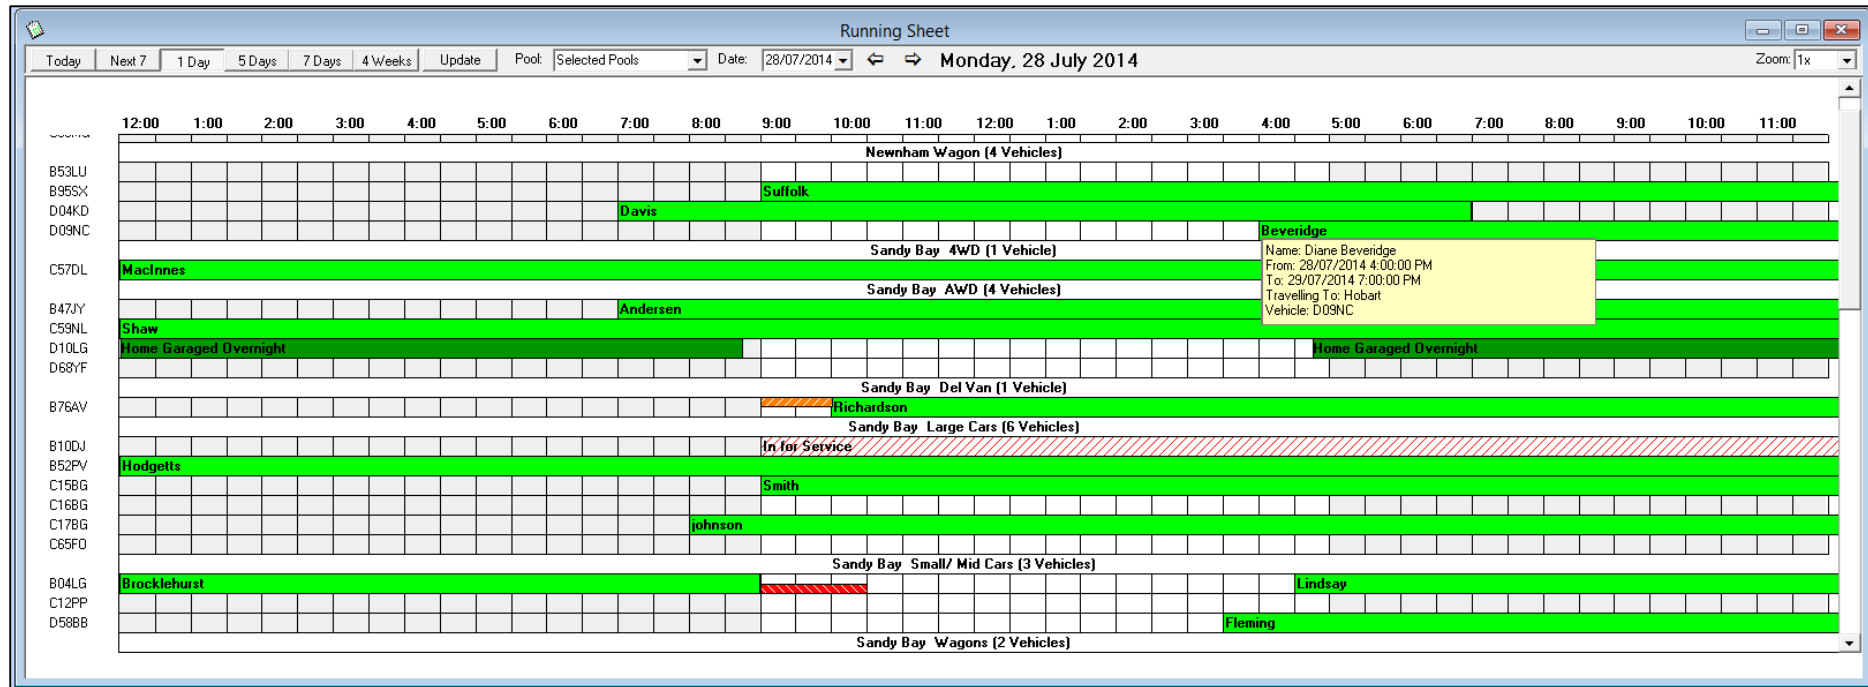 Running Sheet
Today Next 7 1 Day 5 Days 7 Days 4 Weeks Update Pool: Selected Pools Date: 28/07/2014 Monday, 28 July 2014 Zoom: 1x
12:00 1:00 2:00 3:00 4:00 5:00 6:00 7:00 8:00 9:00 10:00 11:00 12:00 1:00 2:00 3:00 4:00 5:00 6:00 7:00 8:00 9:00 10:00 11:00
Newnham Wagon (4 Vehicles)
B53LU
B95SX Suffolk
D04KD Davis
D09NC Beveridge
Sandy Bay 4WD (1 Vehicle)
Name: Diane Beveridge
From: 28/07/2014 4:00:00 PM
To: 29/07/2014 7:00:00 PM
Travelling To: Hobart
Vehicle: D09NC
C57DL MacInnes
Sandy Bay AWD (4 Vehicles)
B47JY Andersen
C59NL Shaw
D10LG Home Garaged Overnight Home Garaged Overnight
D68YF
Sandy Bay Del Van (1 Vehicle)
B76AV Richardson
Sandy Bay Large Cars (6 Vehicles)
B10DJ In for Service
B52PV Hodgetts
C15BG Smith
C16BG
C17BG johnson
C65FO
Sandy Bay Small/ Mid Cars (3 Vehicles)
B04LG Brocklehurst Lindsay
C12PP
D58BB Fleming
Sandy Bay Wagons (2 Vehicles)